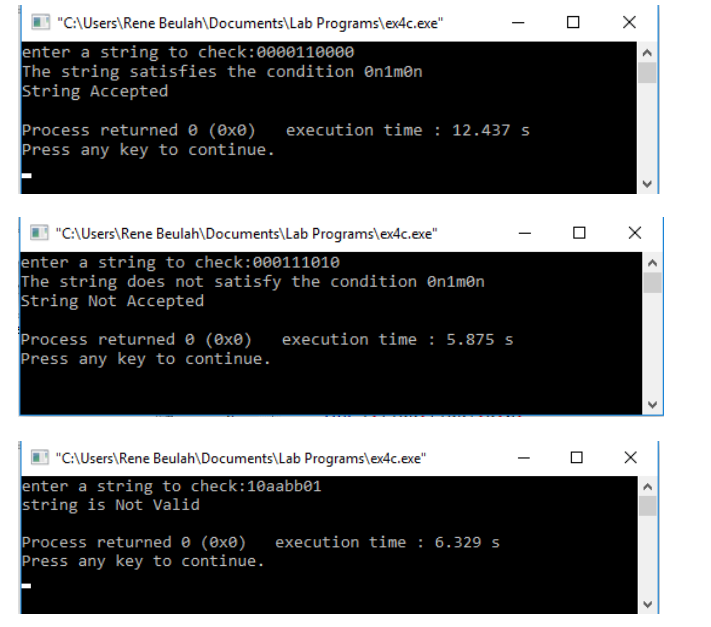 "C:\Users\Rene Beulah\Documents\Lab Programs\ex4c.exe"
enter a string to check:0000110000
The string satisfies the condition 0n1m0n
String Accepted
Process returned 0 (0x0)   execution time : 12.437 s
Press any key to continue.
"C:\Users\Rene Beulah\Documents\Lab Programs\ex4c.exe"
enter a string to check:000111010
The string does not satisfy the condition 0n1m0n
String Not Accepted
Process returned 0 (0x0)   execution time : 5.875 s
Press any key to continue.
"C:\Users\Rene Beulah\Documents\Lab Programs\ex4c.exe"
enter a string to check:10aabb01
string is Not Valid
Process returned 0 (0x0)   execution time : 6.329 s
Press any key to continue.